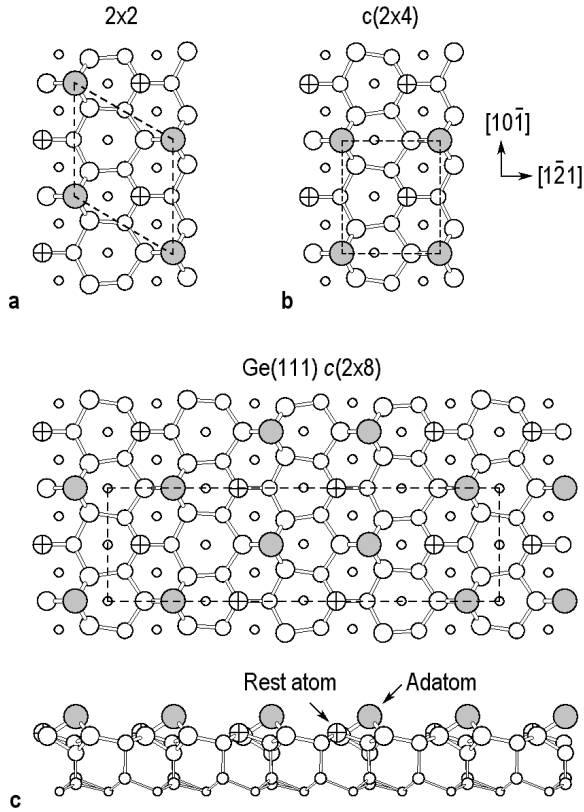 2x2
c(2x4)
[101̄]
[12̄1]
a
b
Ge(111) c(2x8)
Rest atom
Adatom
c